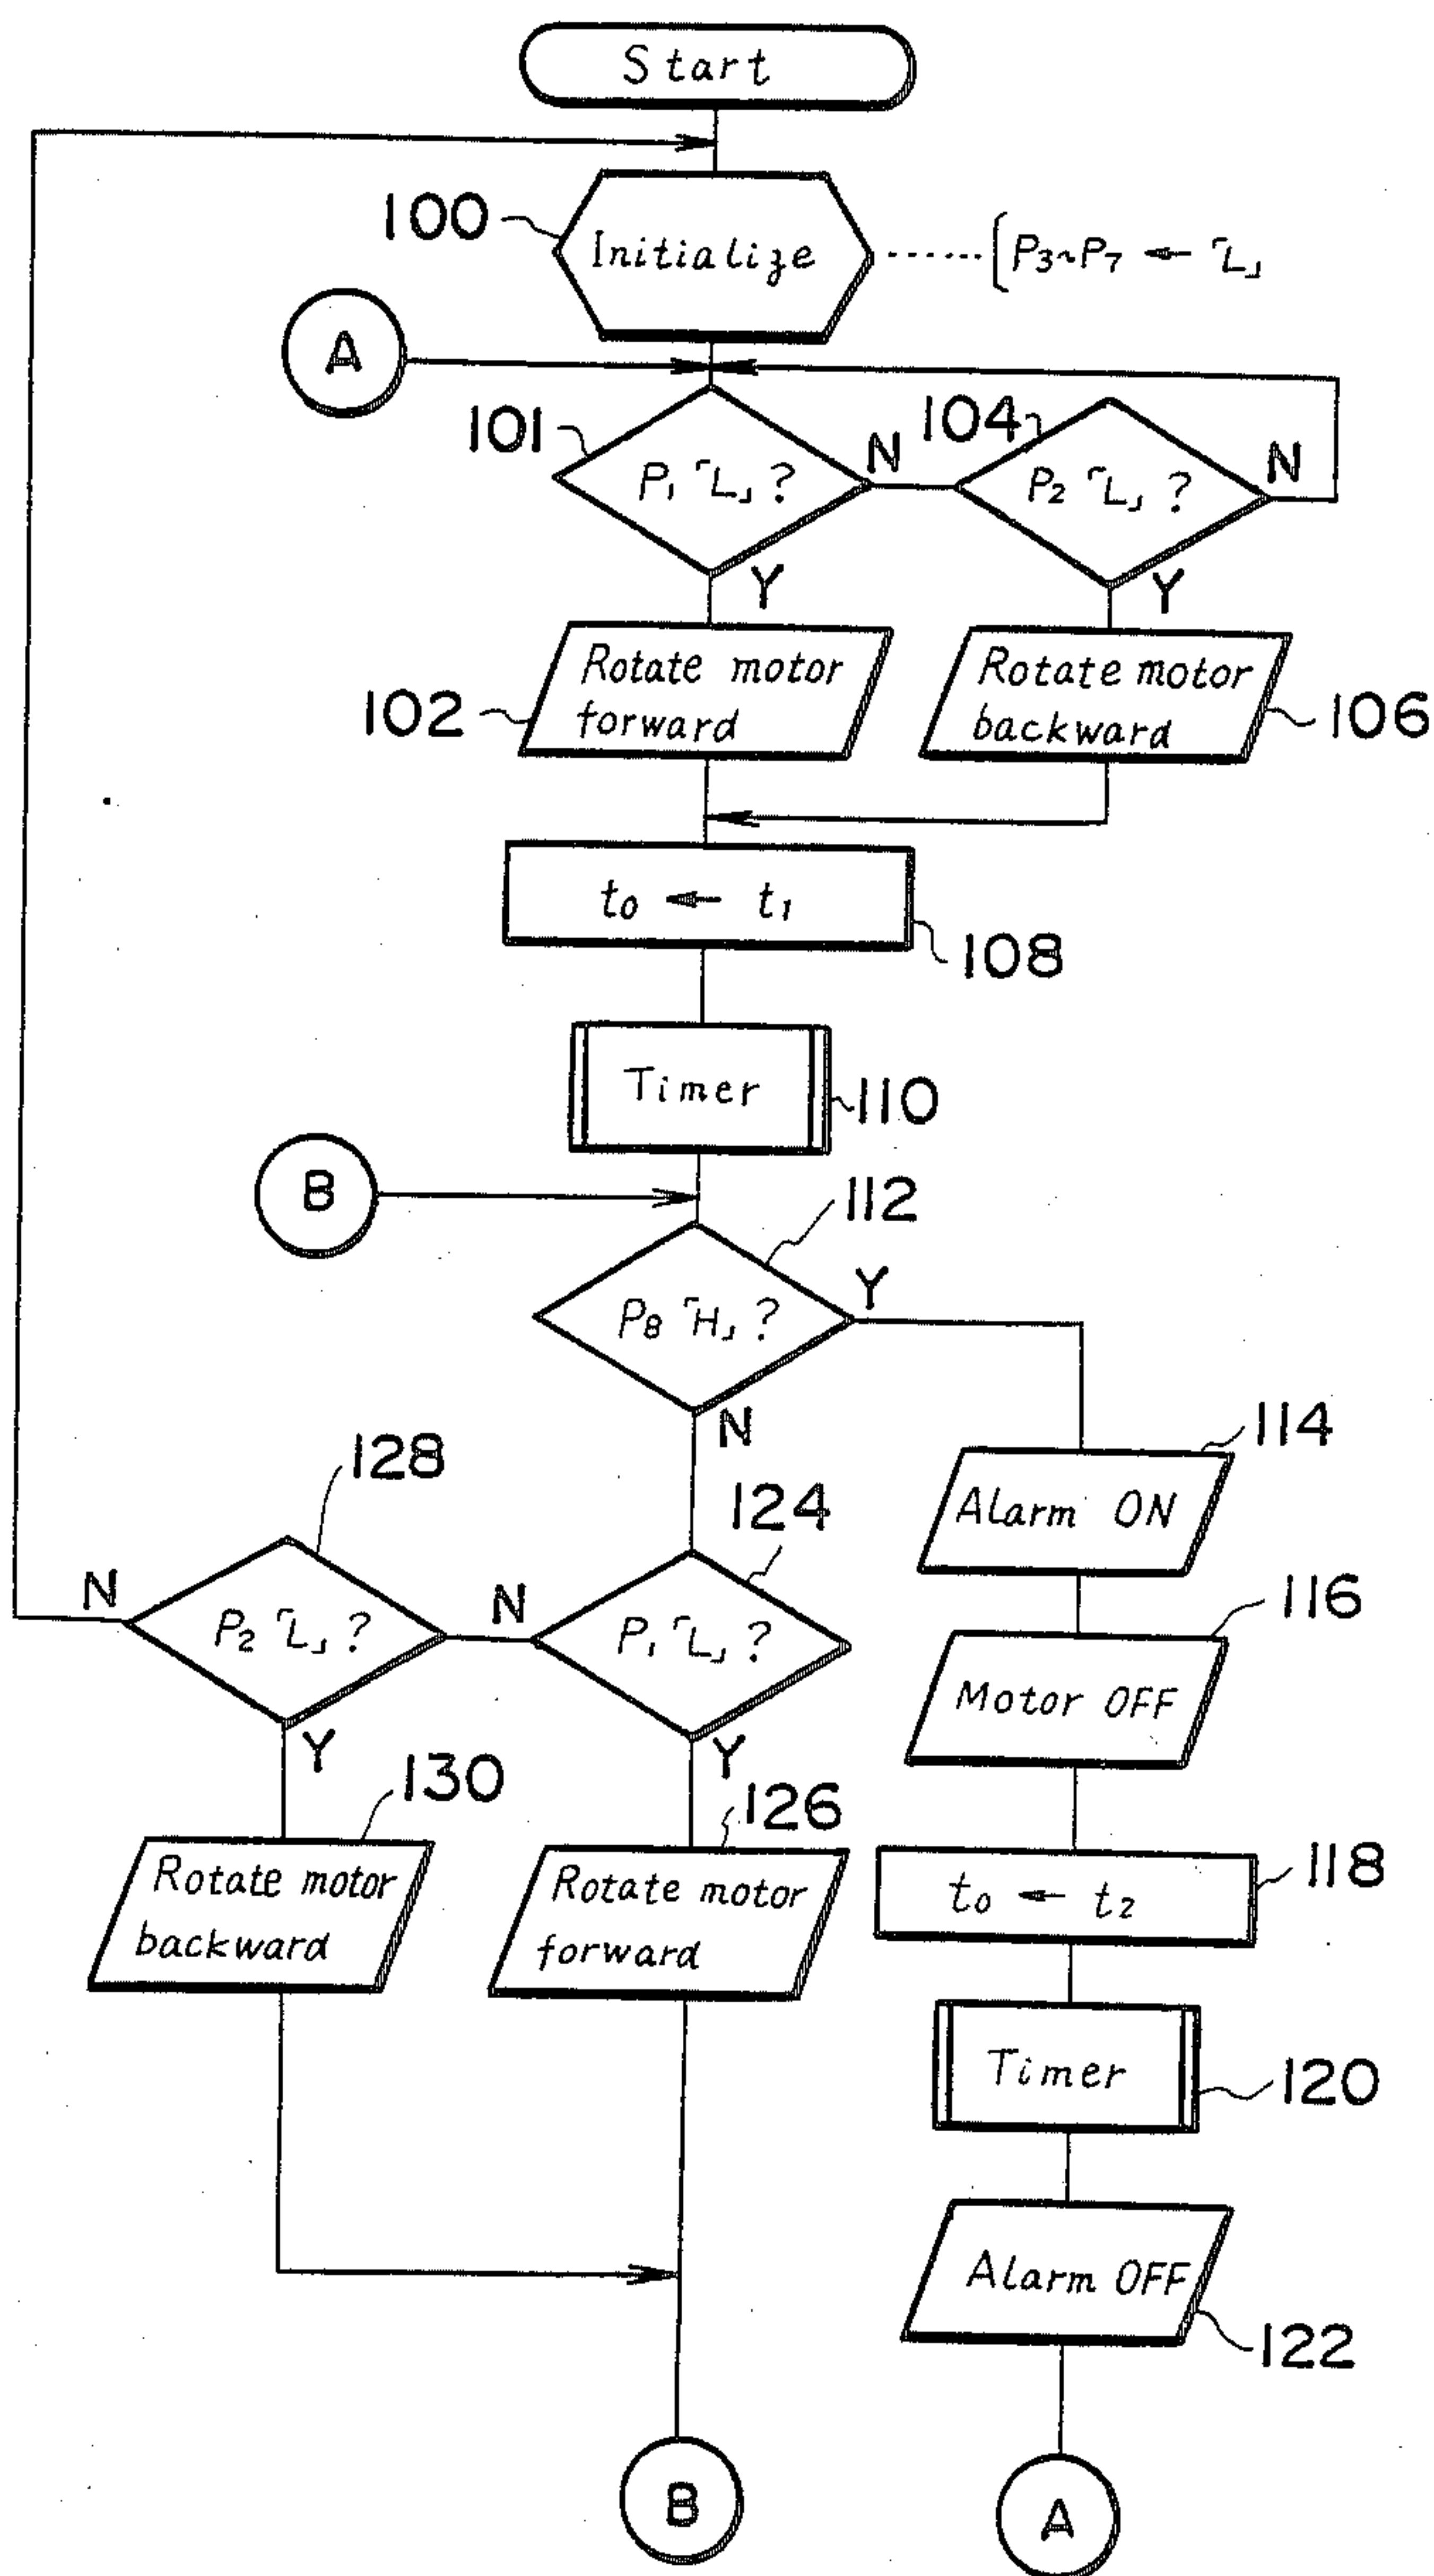 Start
100
Initialize
P₃~P₇ ← 「L」
A
101
P₁ 「L」 ?
N
104
P₂ 「L」 ?
N
Y
Y
102
Rotate motor
forward
Rotate motor
backward
106
t₀ ← t₁
108
Timer
110
B
112
P₈ 「H」 ?
Y
N
114
Alarm ON
128
124
N
P₂ 「L」 ?
N
P₁ 「L」 ?
116
Motor OFF
Y
Y
130
126
Rotate motor
backward
Rotate motor
forward
t₀ ← t₂
118
Timer
120
Alarm OFF
122
B
A